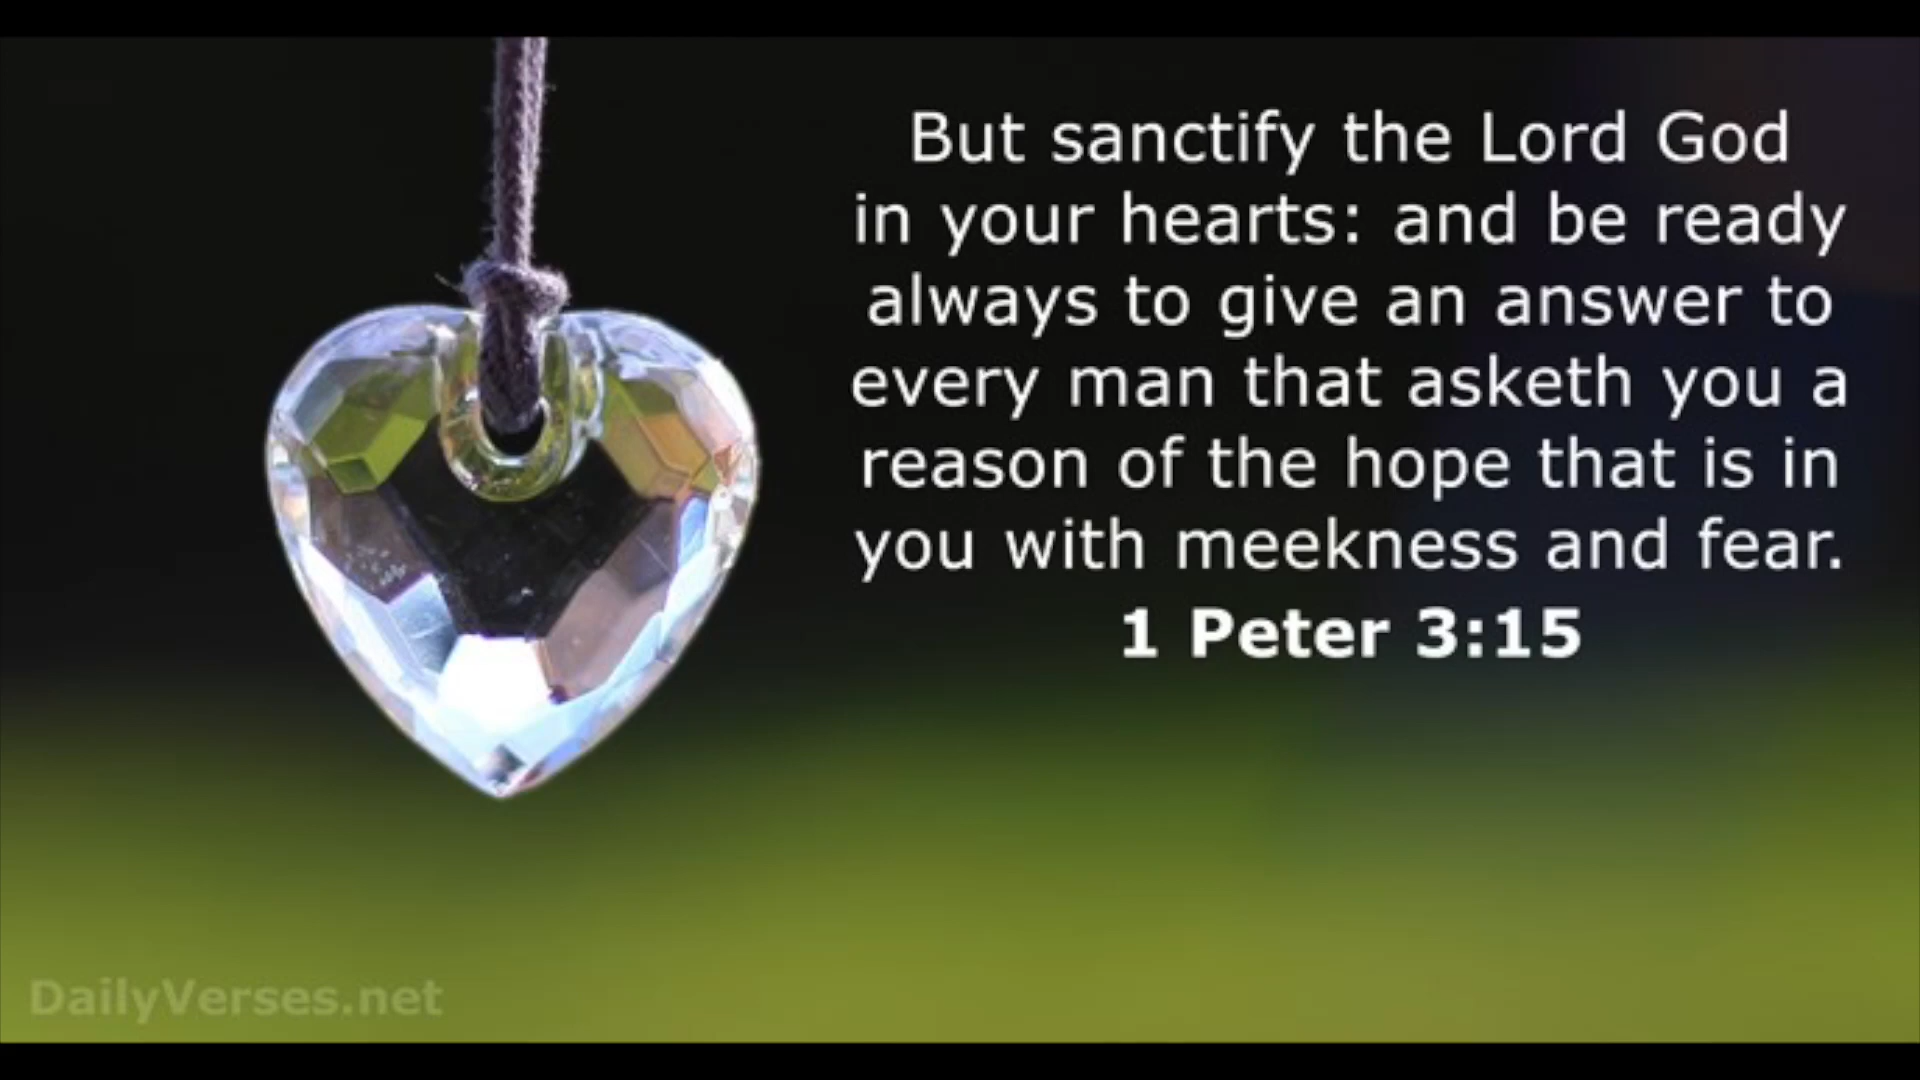 But sanctify the Lord God
in your hearts: and be ready
always to give an answer to
every man that asketh you a
reason of the hope that is in
you with meekness and fear.
1 Peter 3:15
DailyVerses.net